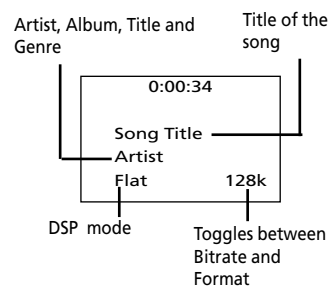 Artist, Album, Title and
Genre
Title of the
song
0:00:34
Song Title
Artist
Flat 128k
DSP mode
Toggles between
Bitrate and
Format